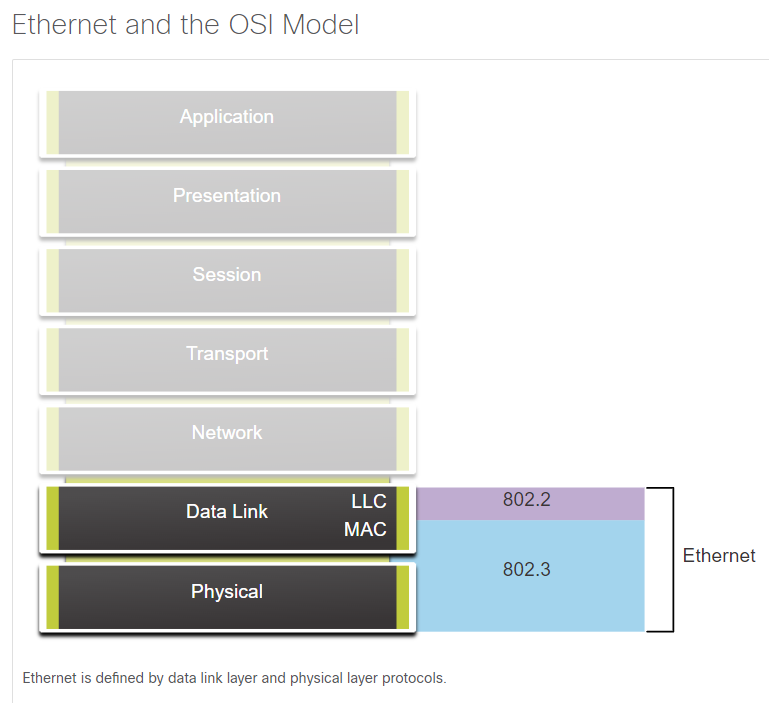 Ethernet and the OSI Model
Application
Presentation
Session
Transport
Network
Data Link
LLC
MAC
802.2
802.3
Ethernet
Physical
Ethernet is defined by data link layer and physical layer protocols.